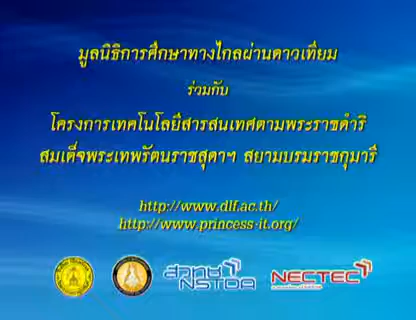 มูลนิธิการศึกษาทางไกลผ่านดาวเทียม
ร่วมกับ
โครงการเทคโนโลยีสารสนเทศตามพระราชดำริ
สมเด็จพระเทพรัตนราชสุดาฯ สยามบรมราชกุมารี
http://www.dlf.ac.th/
http://www.princess-it.org/
สวทช
NSTDA
NECTEC